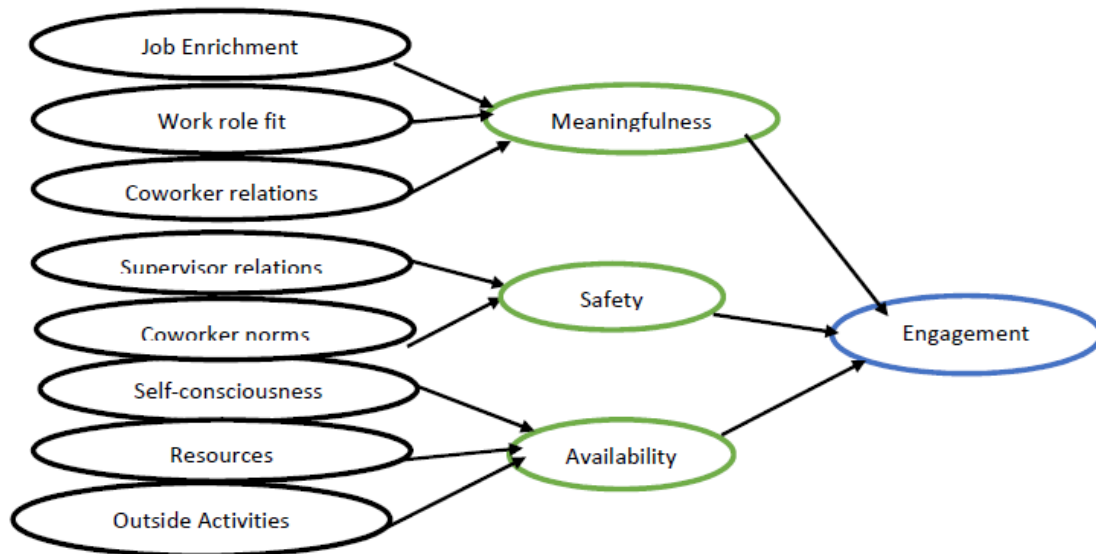 Job Enrichment
Work role fit
Coworker relations
Supervisor relations
Coworker norms
Self-consciousness
Resources
Outside Activities
Meaningfulness
Safety
Availability
Engagement